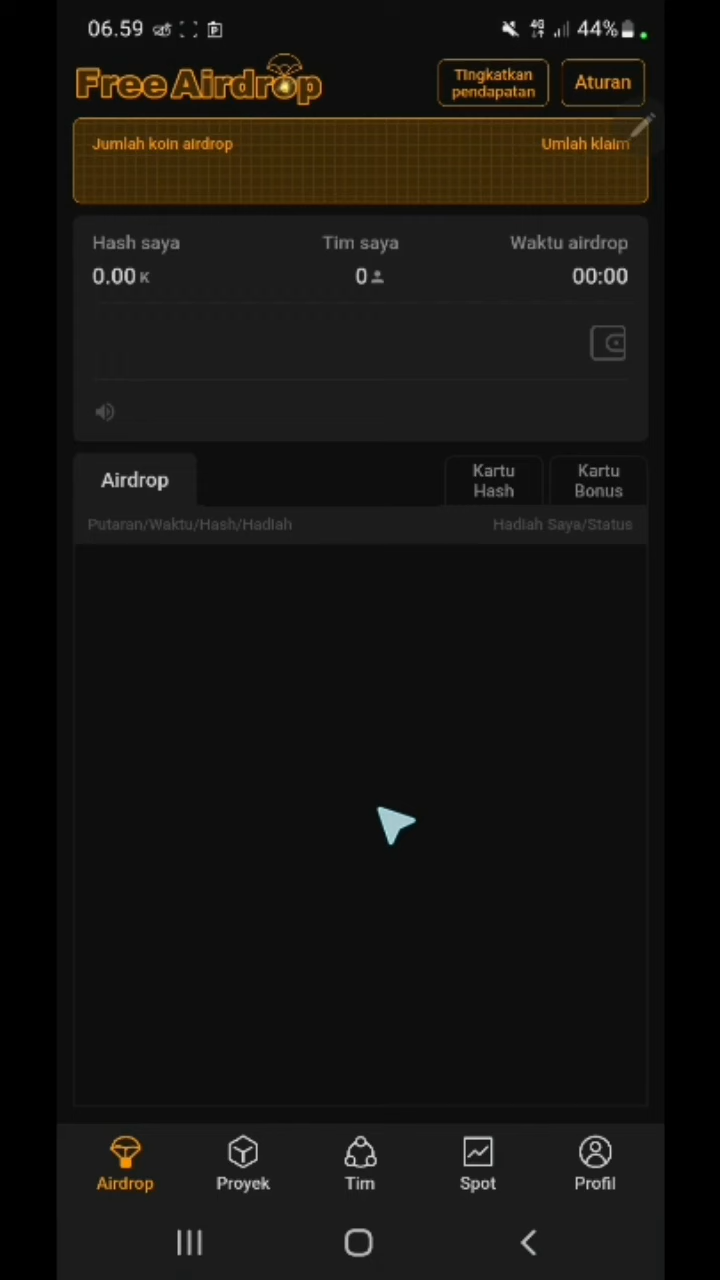 06.59
4G 44%
Free Airdrop
Tingkatkan
pendapatan
Aturan
Jumlah koin airdrop Umlah klaim
Hash saya Tim saya Waktu airdrop
0.00 K 0 00:00
Airdrop
Kartu
Hash
Kartu
Bonus
Putaran/Waktu/Hash/Hadiah Hadiah Saya/Status
Airdrop Proyek Tim Spot Profil